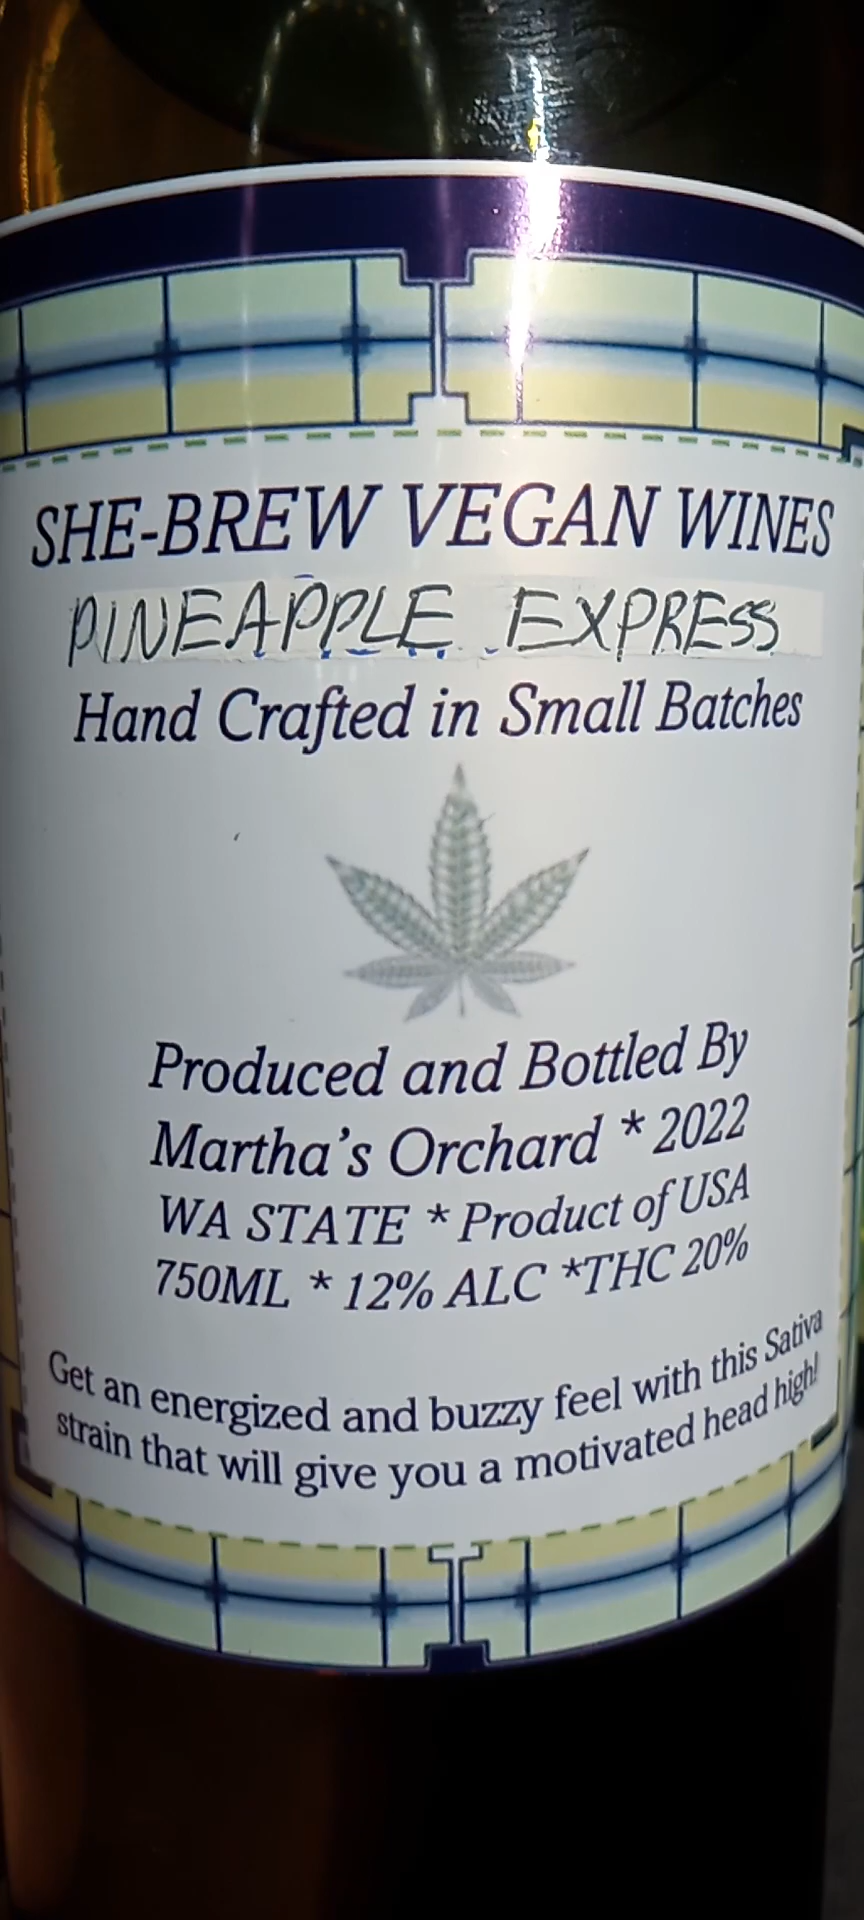 SHE-BREW VEGAN WINES
PINEAPPLE EXPRESS
Hand Crafted in Small Batches
Produced and Bottled By
Martha's Orchard * 2022
WA STATE * Product of USA
750ML * 12% ALC *THC 20%
Get an energized and buzzy feel with this Sativa
strain that will give you a motivated head high!